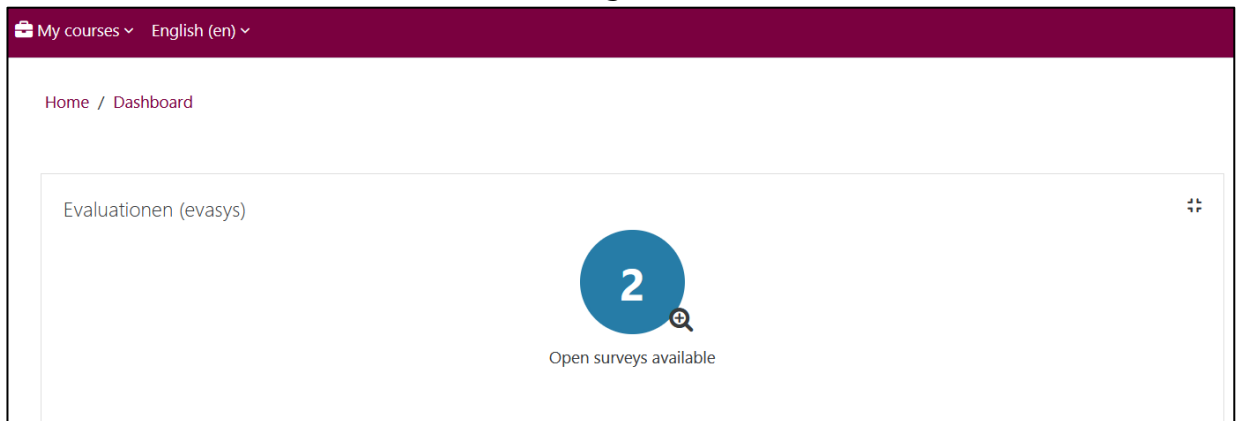 My courses English (en)
Home / Dashboard
Evaluationen (evasys)
2
Open surveys available